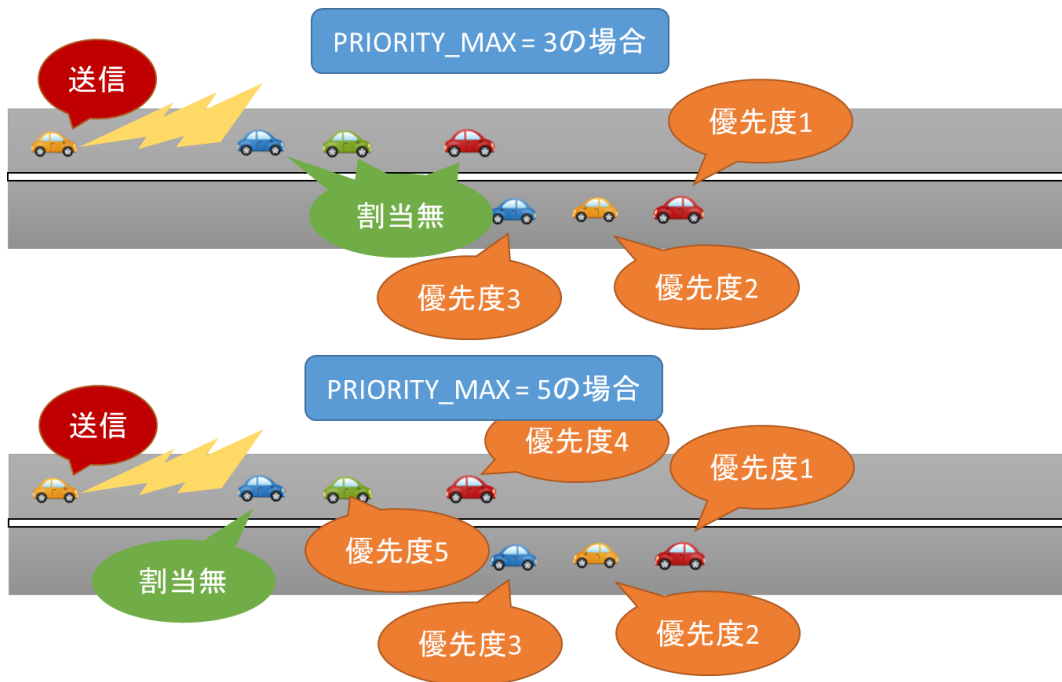 PRIORITY_MAX = 3の場合
送信
優先度1
割当無
優先度3
優先度2
PRIORITY_MAX = 5の場合
送信
優先度4
優先度1
優先度5
割当無
優先度3
優先度2